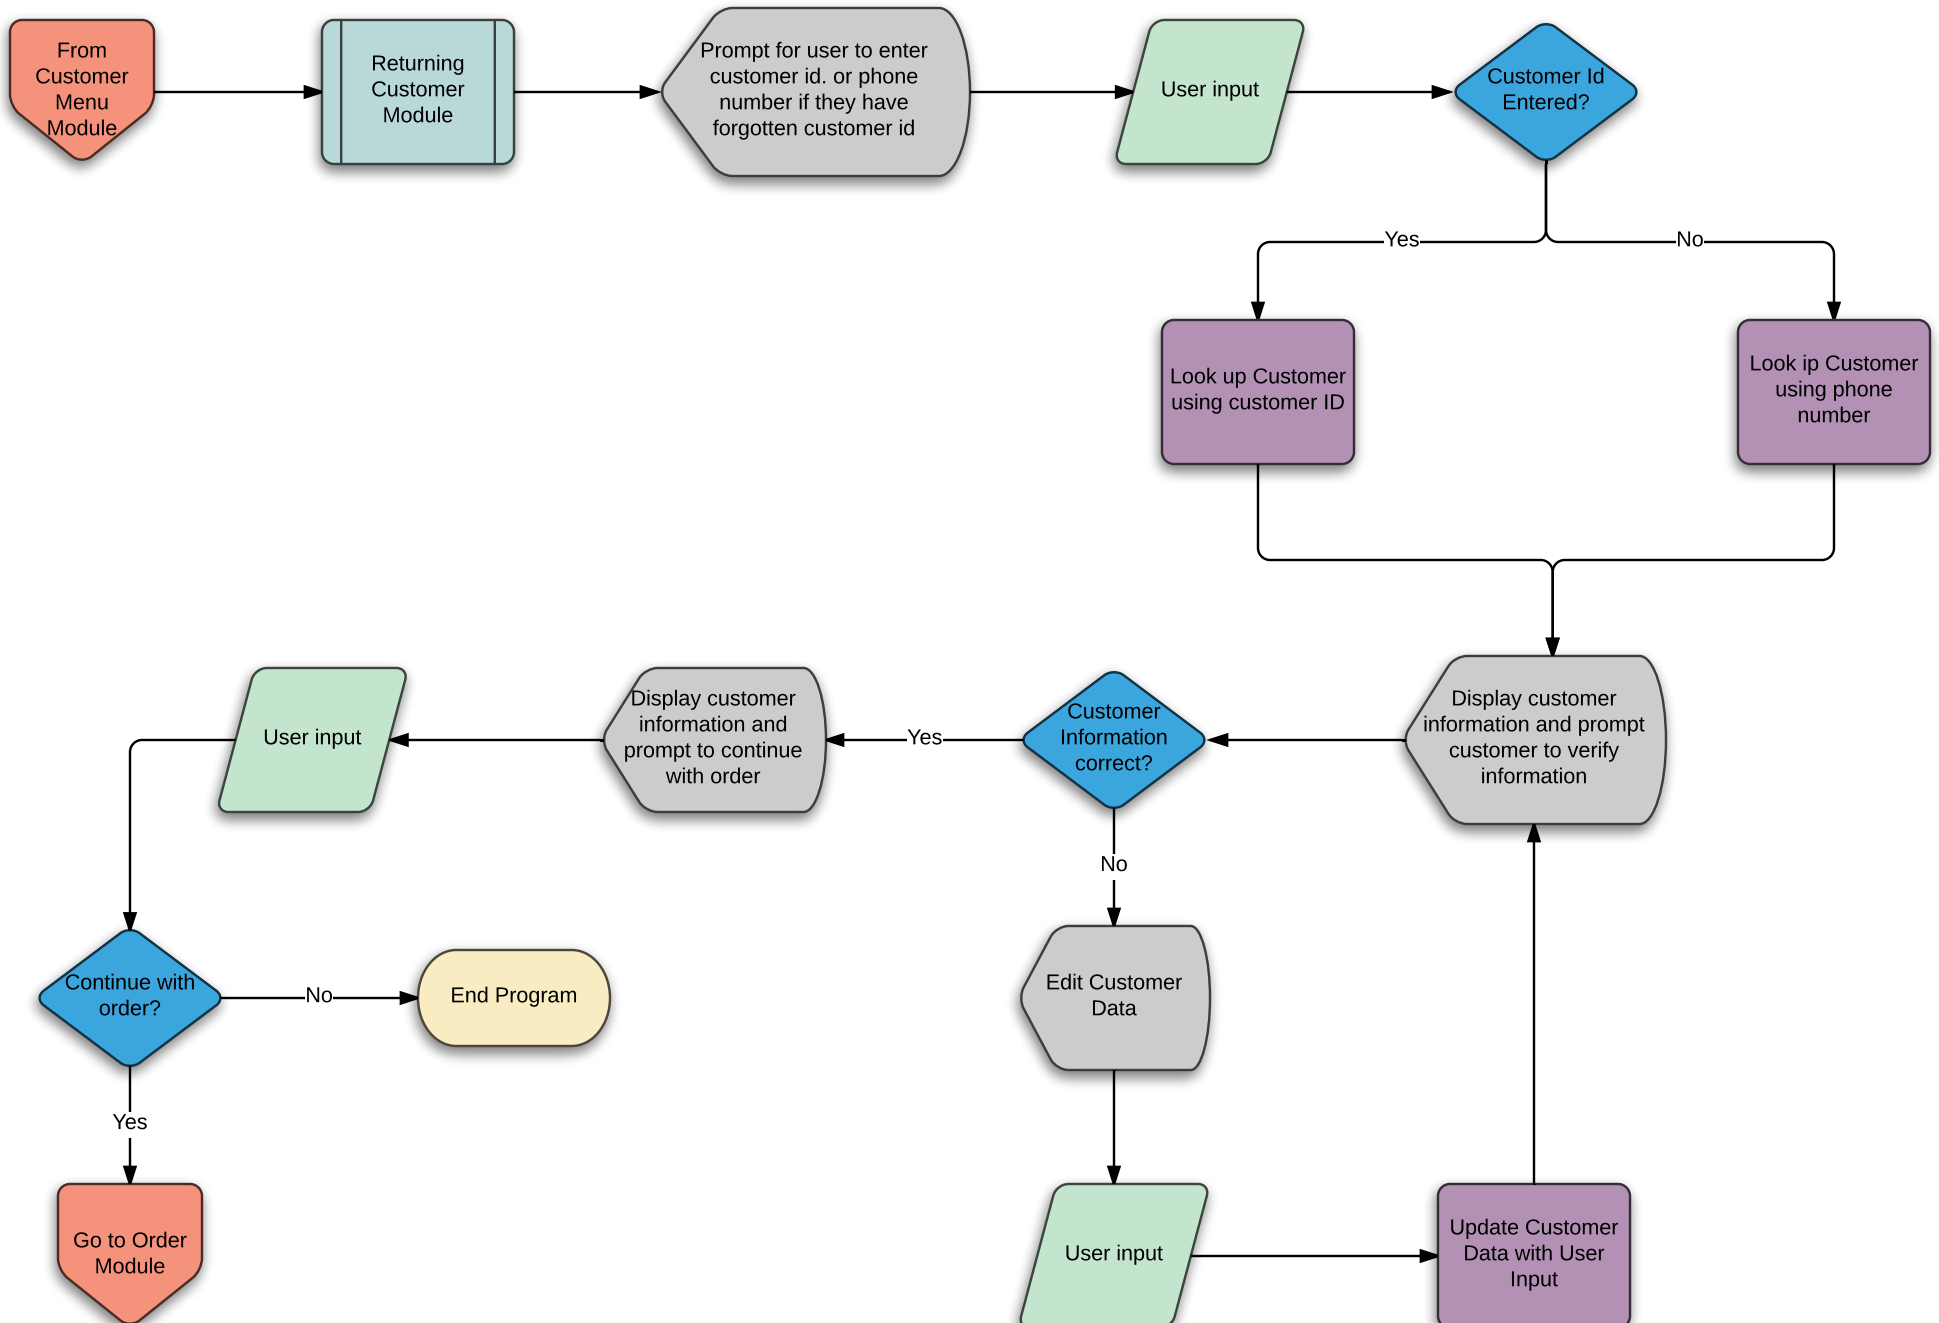 From
Customer
Menu
Module
Returning
Customer
Module
Prompt for user to enter
customer id. or phone
number if they have
forgotten customer id
User input
Customer Id
Entered?
Yes
No
Look up Customer
using customer ID
Look ip Customer
using phone
number
Display customer
information and prompt
customer to verify
information
Customer
Information
correct?
Yes
Display customer
information and
prompt to continue
with order
User input
No
Continue with
order?
No
End Program
Edit Customer
Data
Yes
Go to Order
Module
User input
Update Customer
Data with User
Input